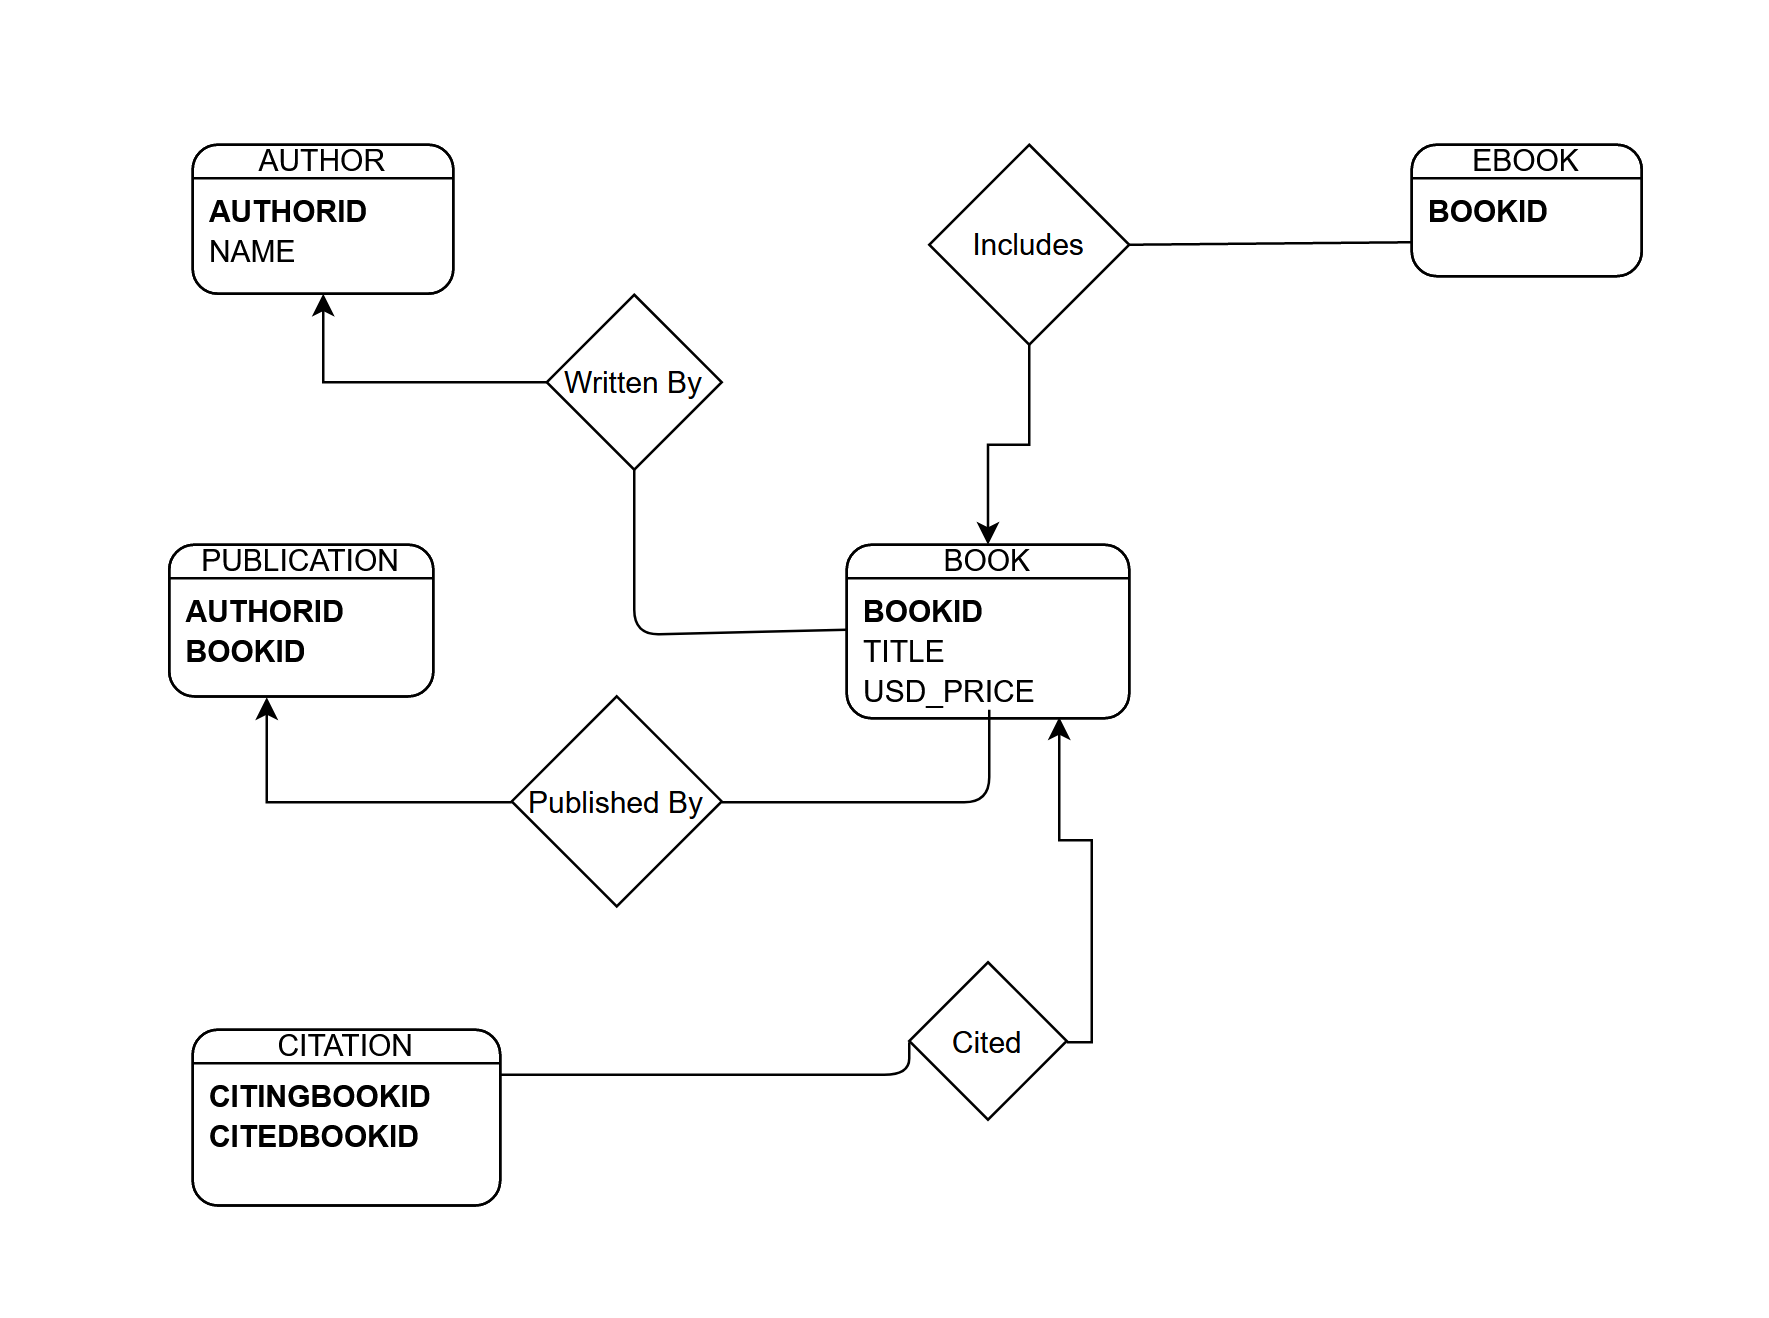 AUTHOR
AUTHORID
NAME
Includes
EBOOK
BOOKID
Written By
PUBLICATION
AUTHORID
BOOKID
BOOK
BOOKID
TITLE
USD_PRICE
Published By
CITATION
CITINGBOOKID
CITEDBOOKID
Cited